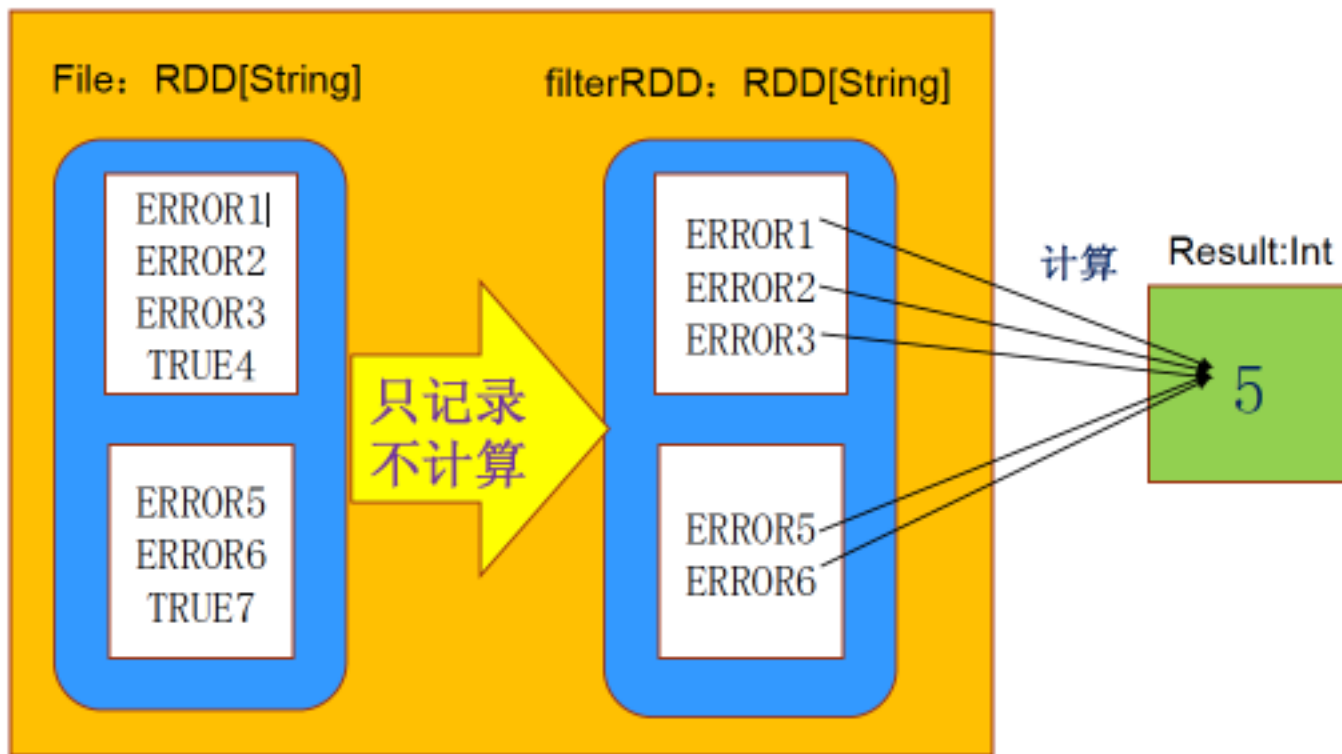 File：RDD[String]
ERROR1
ERROR2
ERROR3
TRUE4
ERROR5
ERROR6
TRUE7
只记录
不计算
filterRDD：RDD[String]
ERROR1
ERROR2
ERROR3
ERROR5
ERROR6
计算
Result:Int
5